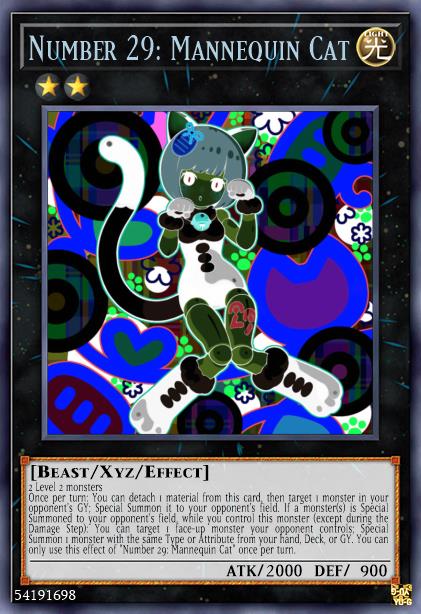 NUMBER 29: MANNEQUIN CAT
LIGHT
光
29
[BEAST/XYZ/EFFECT]
2 Level 2 monsters
Once per turn: You can detach 1 material from this card, then target 1 monster in your
opponent's GY; Special Summon it to your opponent's field. If a monster(s) is Special
Summoned to your opponent's field, while you control this monster (except during the
Damage Step): You can target 1 face-up monster your opponent controls; Special
Summon 1 monster with the same Type or Attribute from your hand, Deck, or GY. You can
only use this effect of "Number 29: Mannequin Cat" once per turn.
ATK/2000 DEF/ 900
54191698